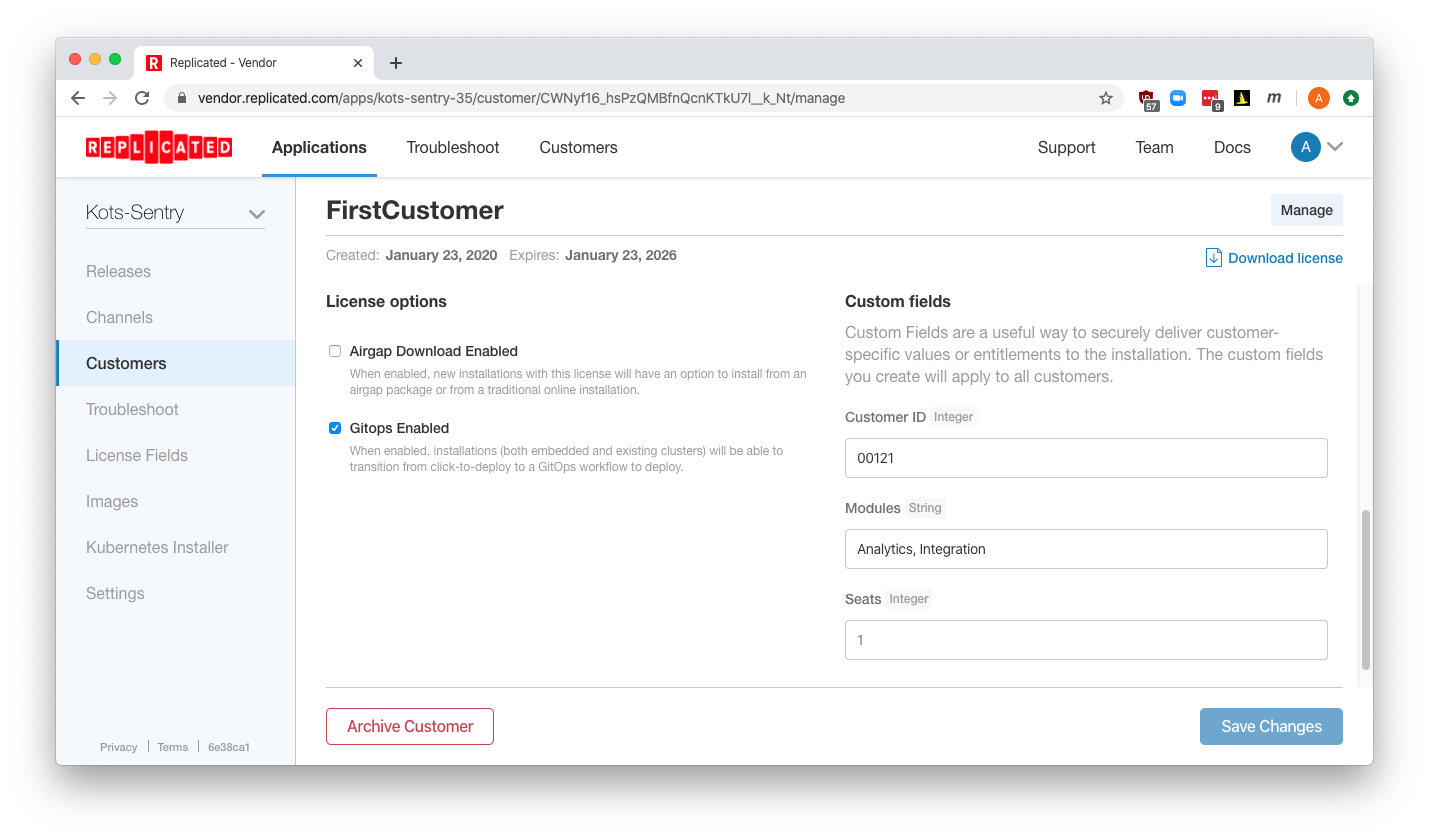 Replicated - Vendor
vendor.replicated.com/apps/kots-sentry-35/customer/CWNyf16_hsPzQMBfnQcnKTkU7l__k_Nt/manage
57
9
m
A
REPLICATED
Applications
Troubleshoot
Customers
Support
Team
Docs
A
Kots-Sentry
Releases
Channels
Customers
Troubleshoot
License Fields
Images
Kubernetes Installer
Settings
Privacy
Terms
6e38ca1
FirstCustomer
Manage
Created: January 23, 2020 Expires: January 23, 2026
Download license
License options
Airgap Download Enabled
When enabled, new installations with this license will have an option to install from an
airgap package or from a traditional online installation.
Gitops Enabled
When enabled, installations (both embedded and existing clusters) will be able to
transition from click-to-deploy to a GitOps workflow to deploy.
Custom fields
Custom Fields are a useful way to securely deliver customer-
specific values or entitlements to the installation. The custom fields
you create will apply to all customers.
Customer ID Integer
00121
Modules String
Analytics, Integration
Seats Integer
1
Archive Customer
Save Changes